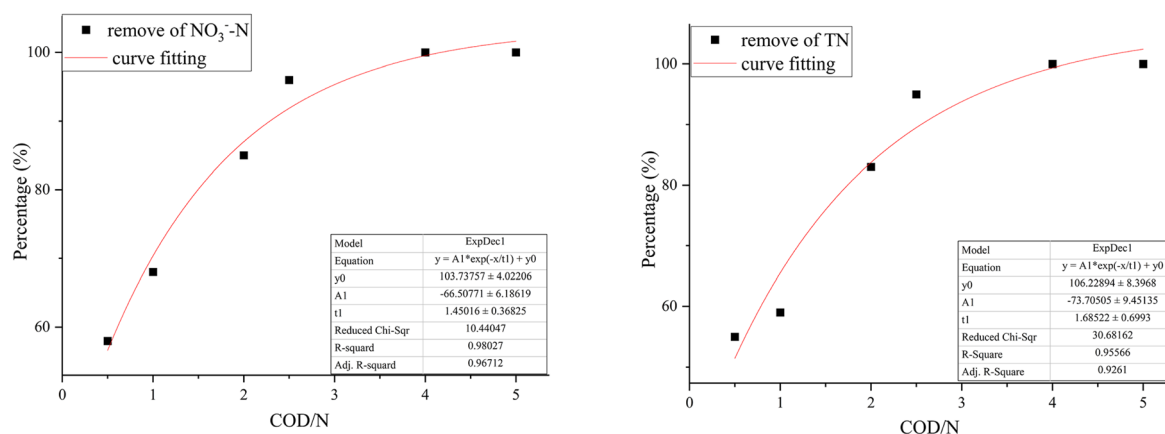 remove of NO3--N
curve fitting
100
80
60
Percentage (%)
0 1 2 3 4 5
COD/N
Model ExpDec1
Equation y = A1*exp(-x/t1) + y0
y0 103.73757 ± 4.02206
A1 -66.50771 ± 6.18619
t1 1.45016 ± 0.36825
Reduced Chi-Sqr 10.44047
R-squard 0.98027
Adj. R-squard 0.96712
remove of TN
curve fitting
100
80
60
Percentage (%)
0 1 2 3 4 5
COD/N
Model ExpDec1
Equation y = A1*exp(-x/t1) + y0
y0 106.22894 ± 8.3968
A1 -73.70505 ± 9.45135
t1 1.68522 ± 0.6993
Reduced Chi-Sqr 30.68162
R-Square 0.95566
Adj. R-Square 0.9261